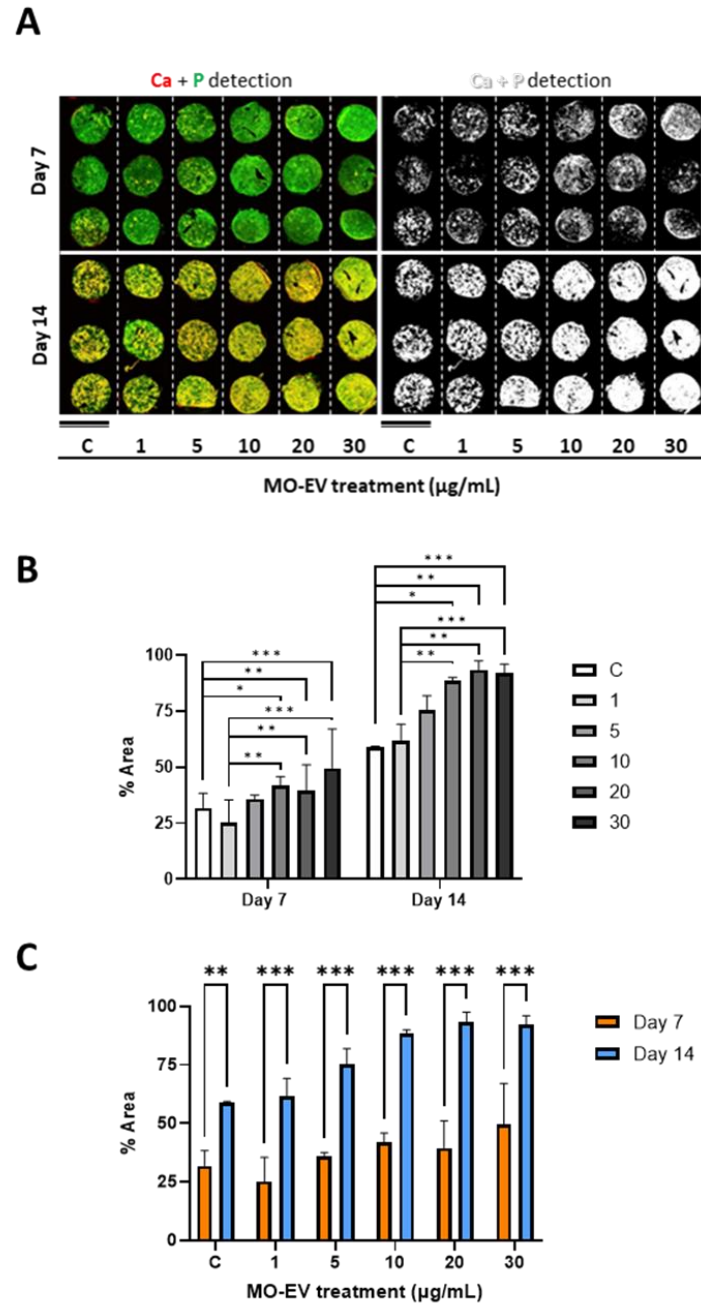 A
Ca + P detection
Ca + P detection
Day 7
Day 14
C 1 5 10 20 30 C 1 5 10 20 30
MO-EV treatment (µg/mL)
B
***
**
*
***
**
**
***
**
*
***
**
**
100
75
50
25
0
% Area
Day 7 Day 14
C
1
5
10
20
30
C
** *** *** *** *** ***
100
75
50
25
0
% Area
Day 7
Day 14
C 1 5 10 20 30
MO-EV treatment (µg/mL)